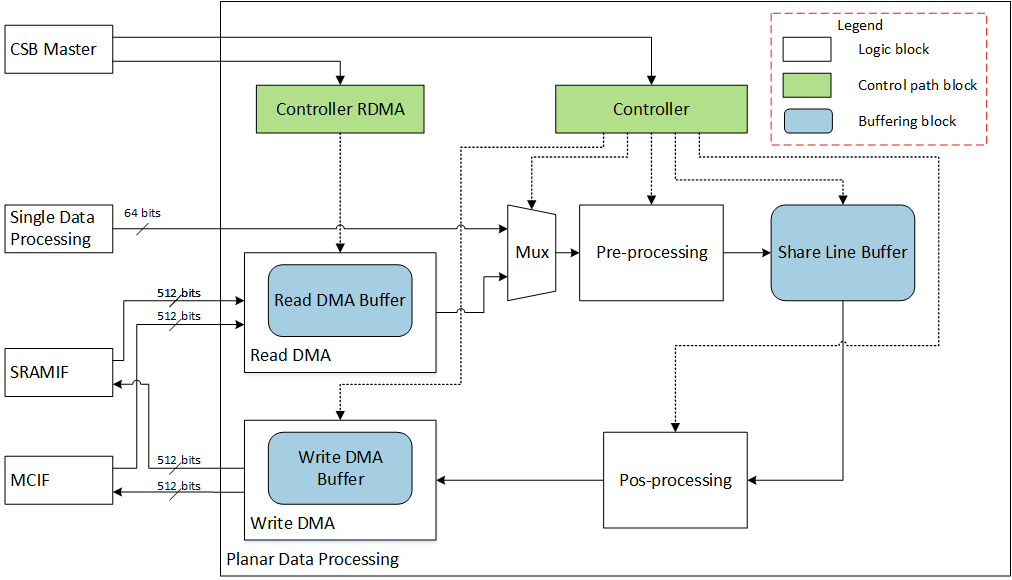 CSB Master
Legend
Logic block
Control path block
Buffering block
Controller RDMA
Controller
Single Data
Processing
64 bits
Mux
Pre-processing
Share Line Buffer
Read DMA Buffer
Read DMA
512 bits
512 bits
SRAMIF
MCIF
512 bits
512 bits
Write DMA
Buffer
Write DMA
Pos-processing
Planar Data Processing